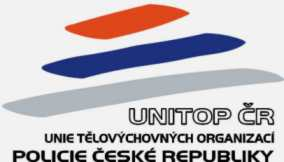 UNITOP ČR
UNIE TĚLOVÝCHOVNÝCH ORGANIZACÍ
POLICIE ČESKÉ REPUBLIKY